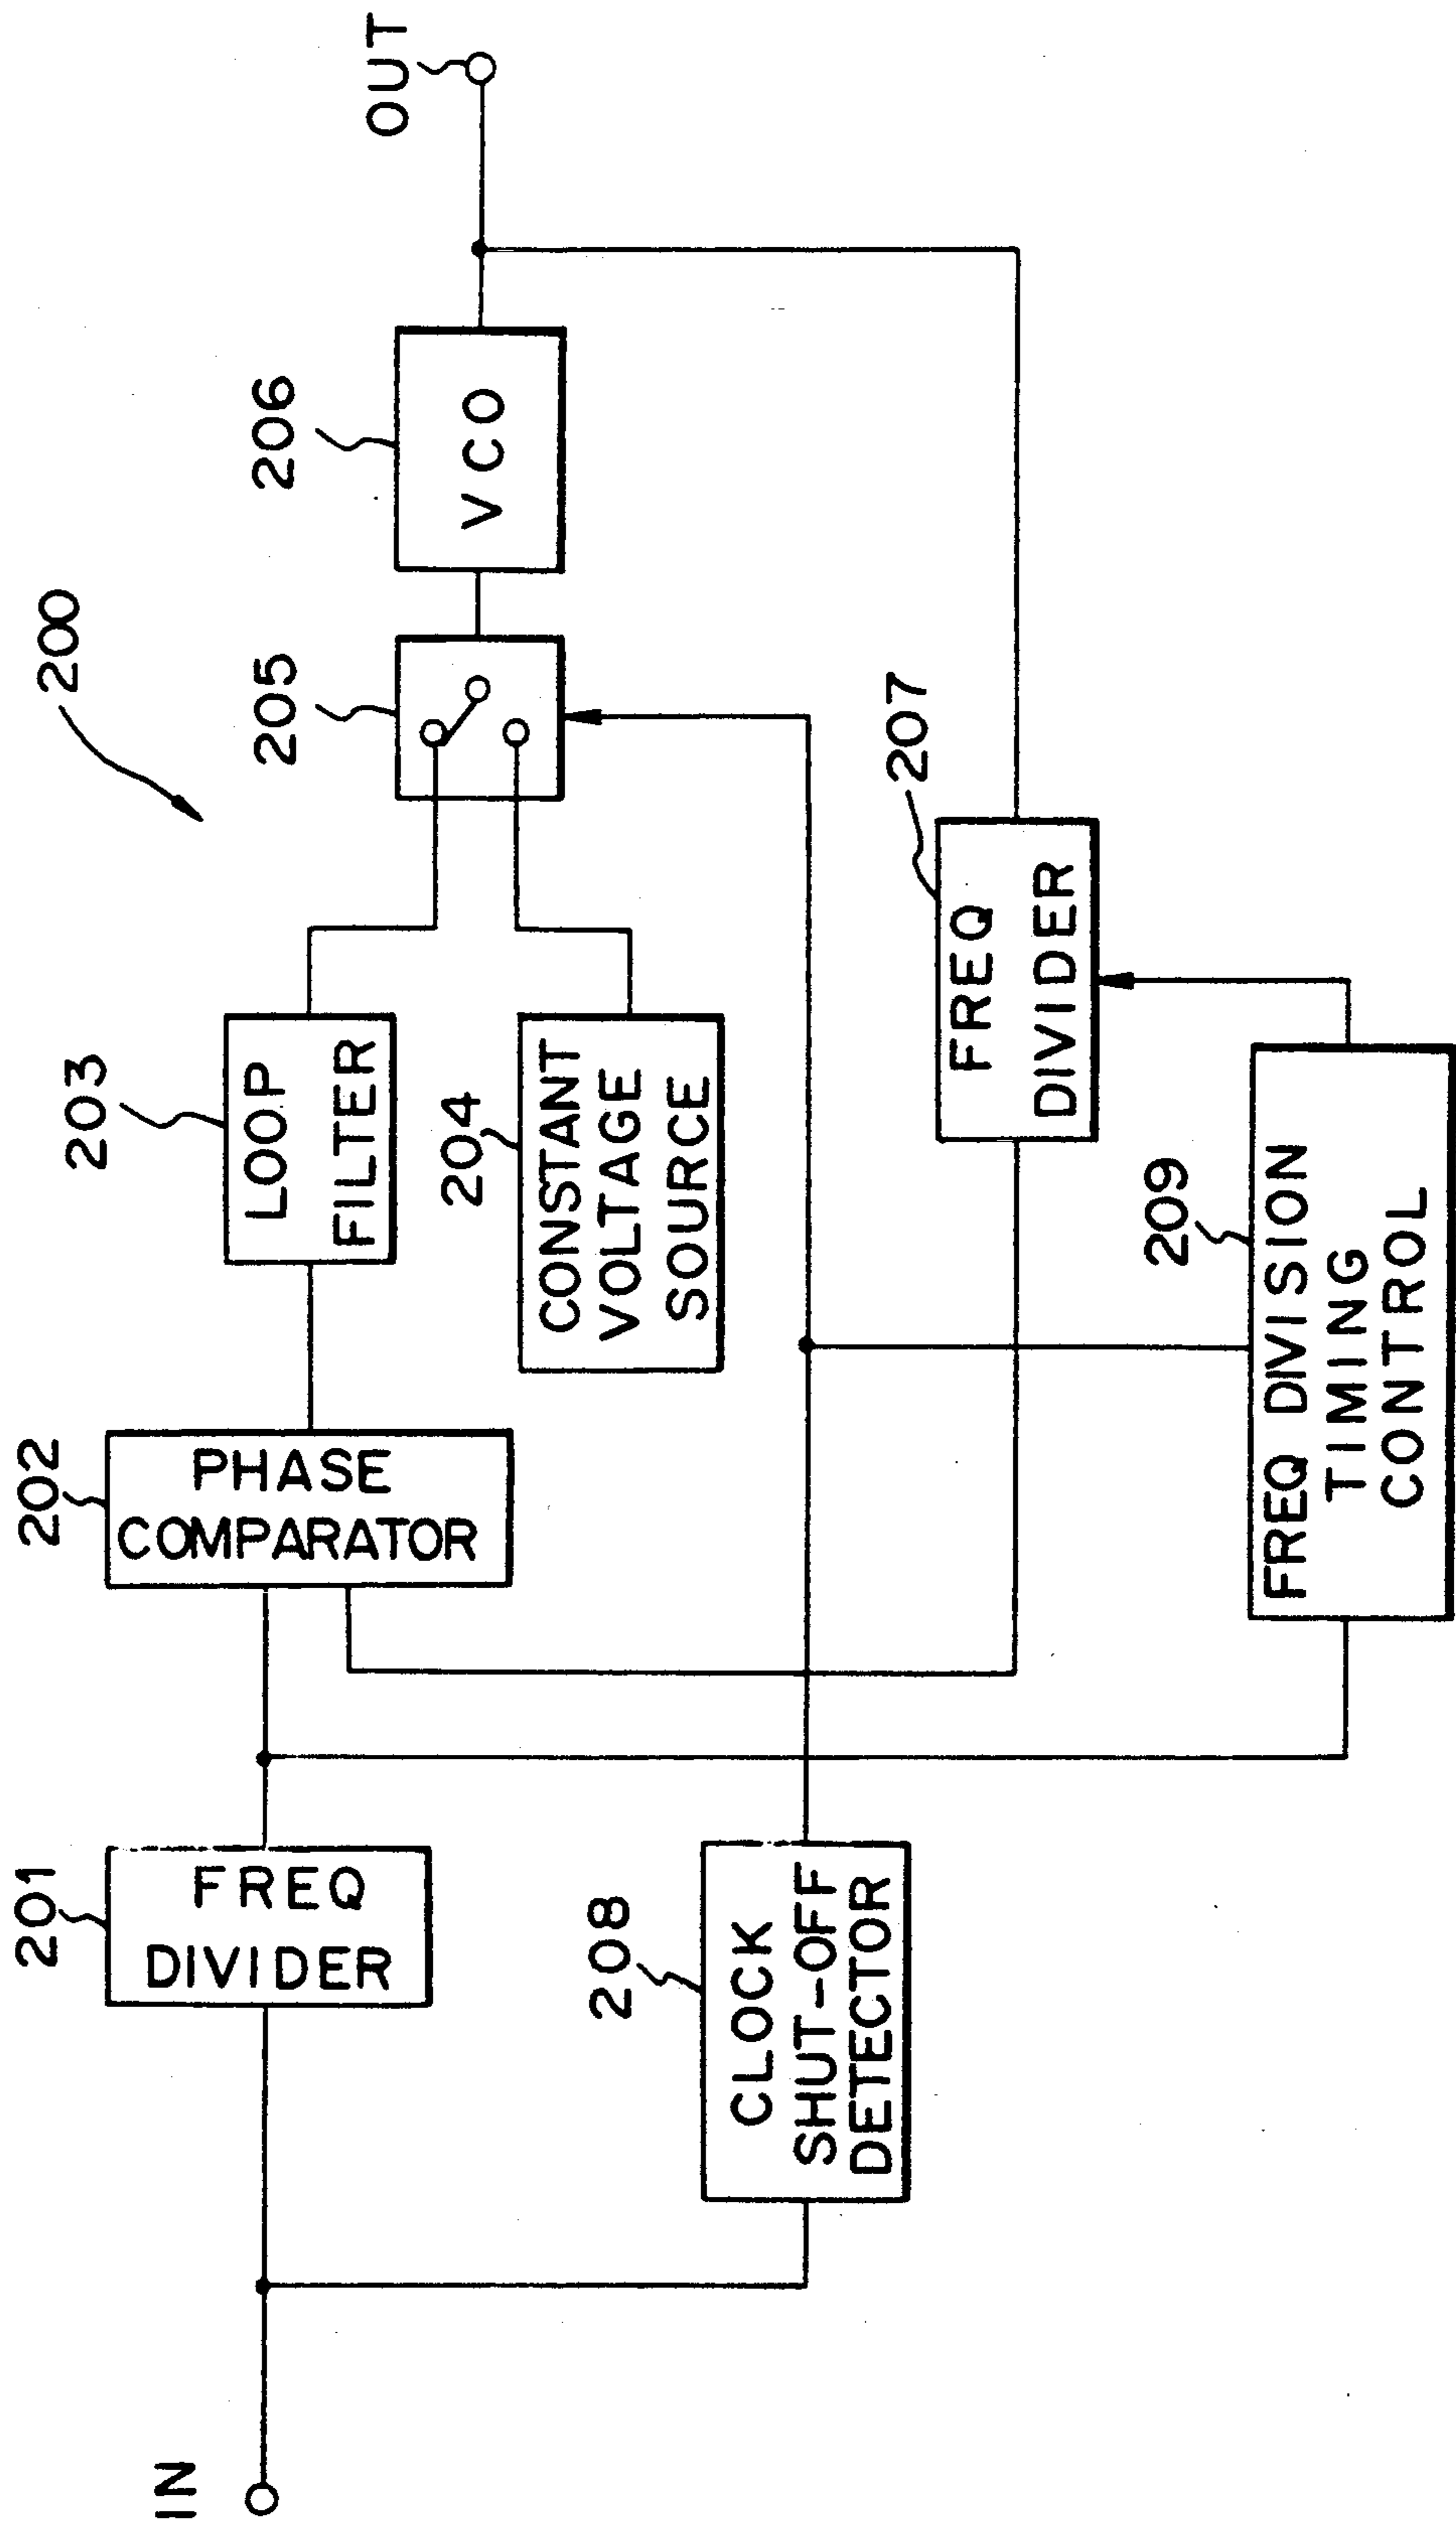 200
201
FREQ
DIVIDER
202
PHASE
COMPARATOR
203
LOOP
FILTER
205
206
VCO
OUT
IN
204
CONSTANT
VOLTAGE
SOURCE
208
CLOCK
SHUT-OFF
DETECTOR
207
FREQ
DIVIDER
209
FREQ DIVISION
TIMING
CONTROL